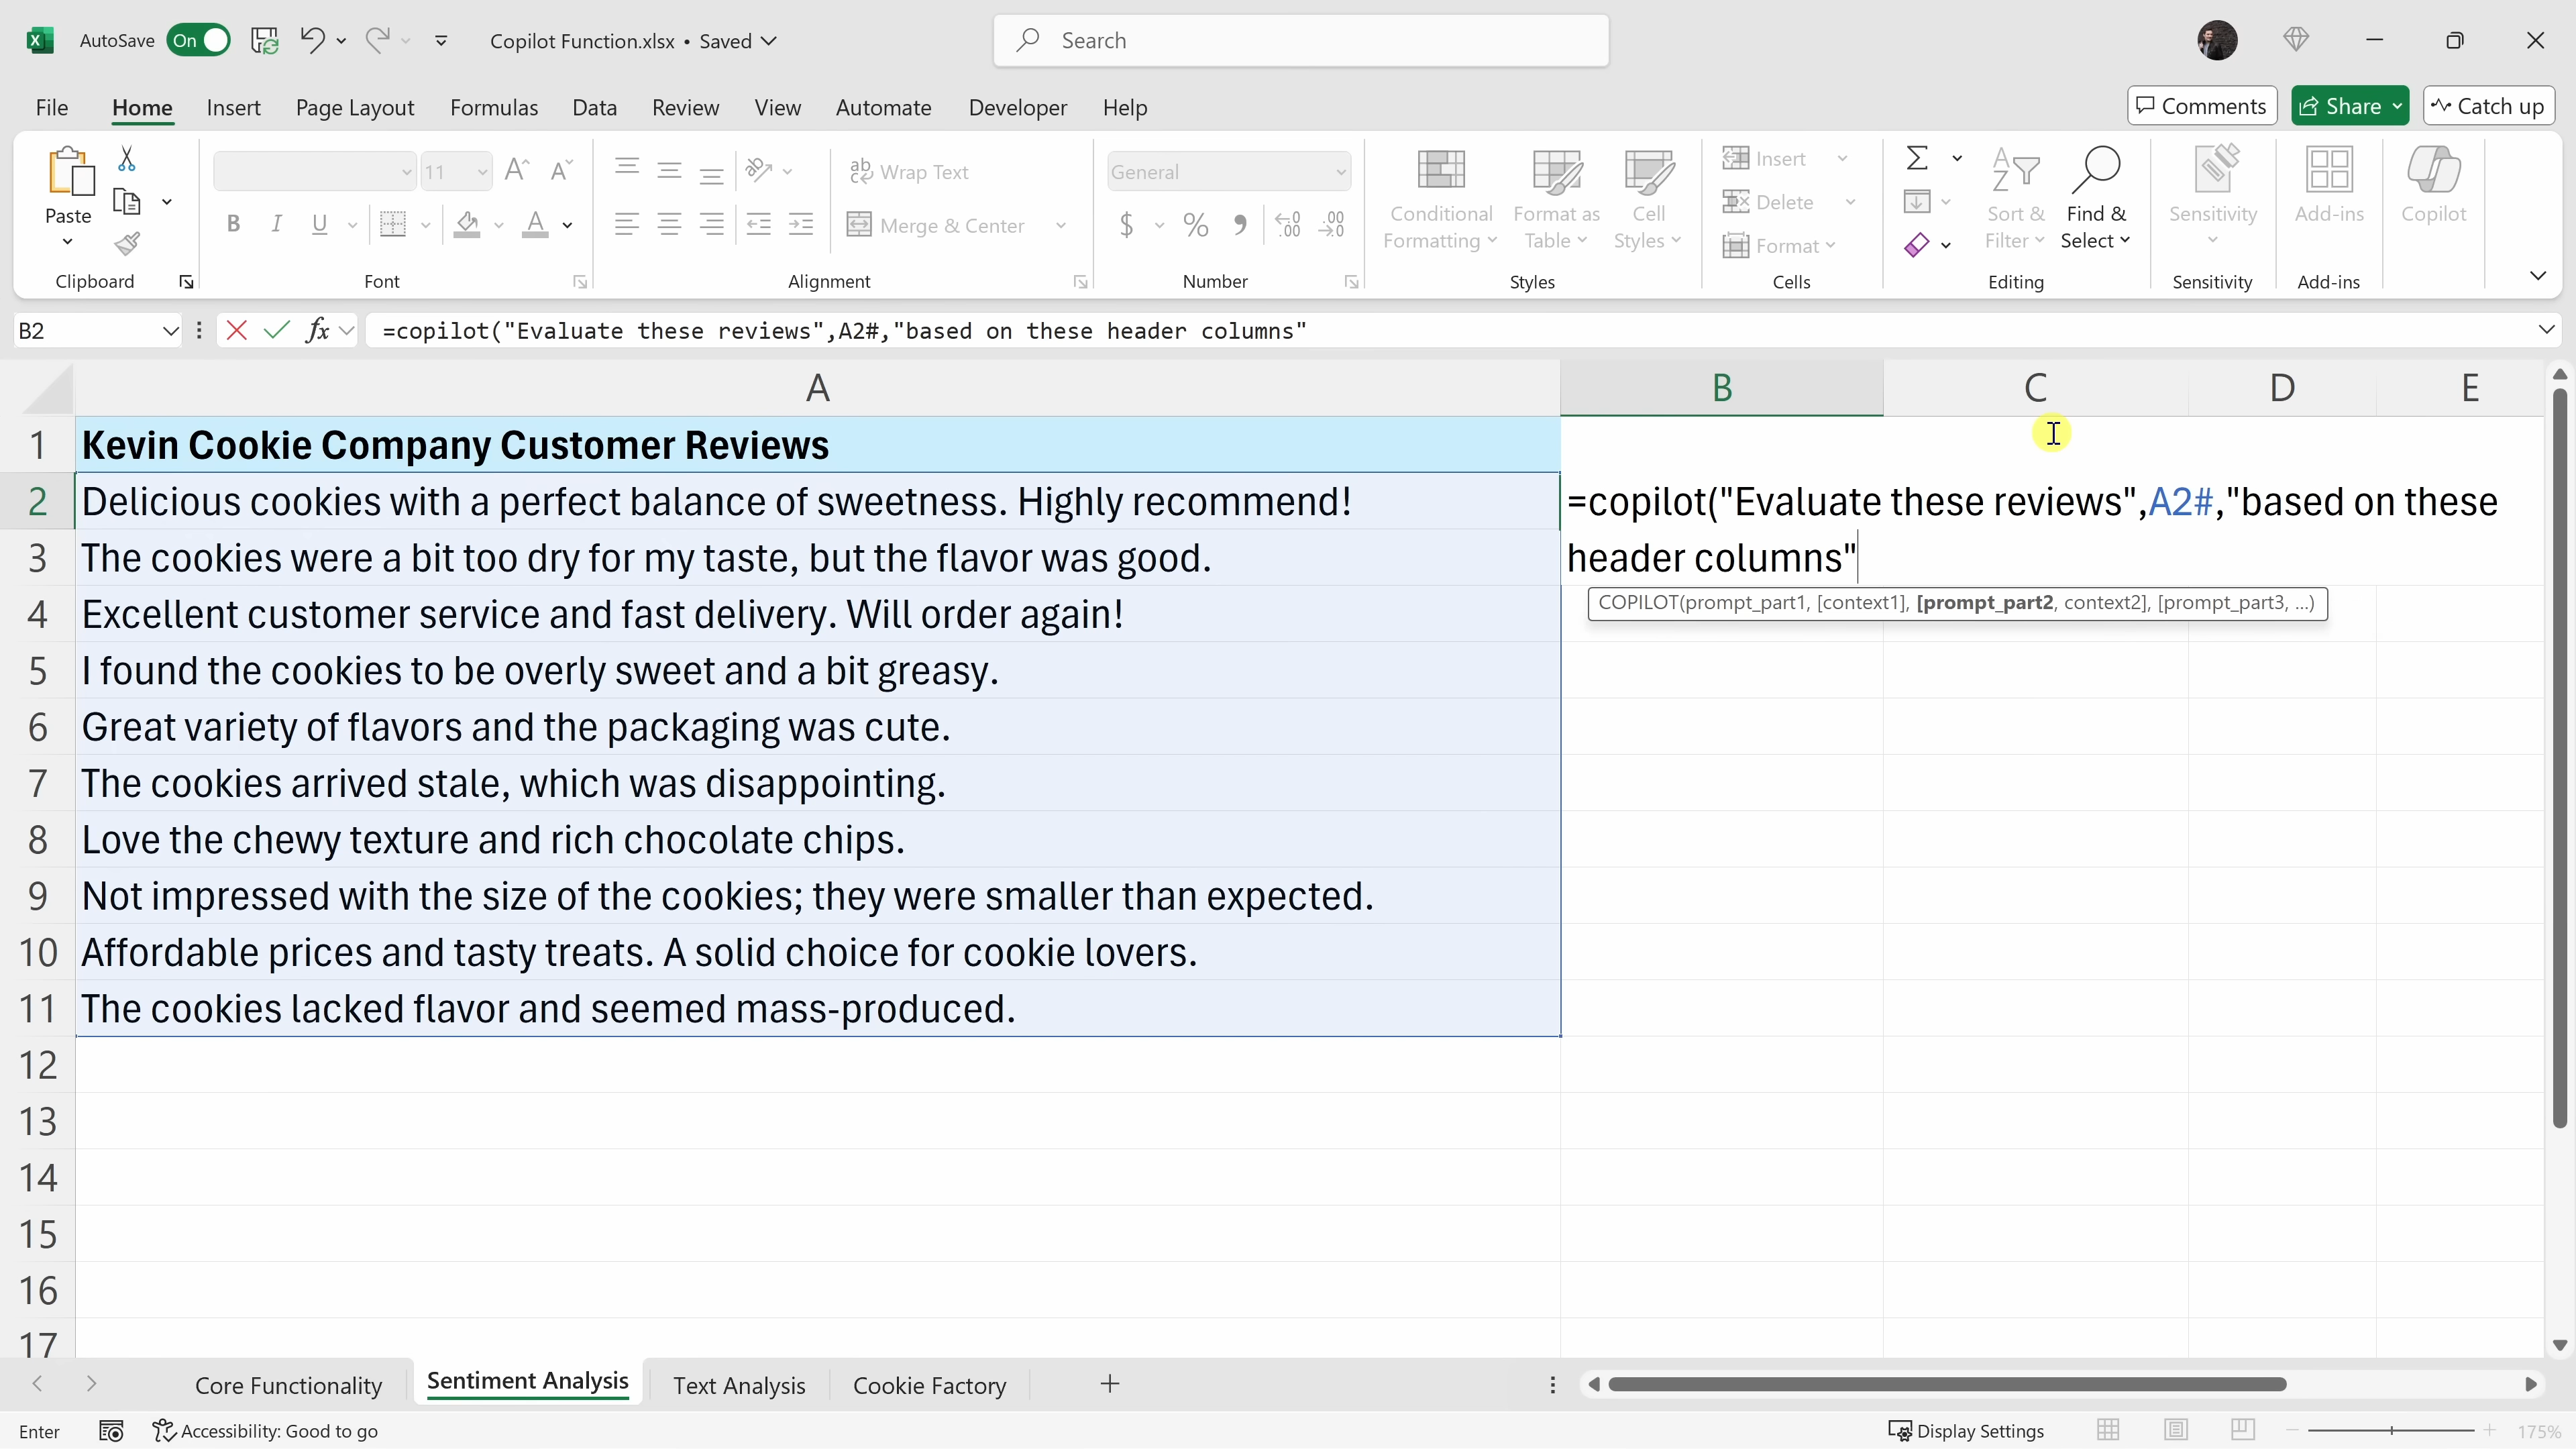 AutoSave On Copilot Function.xlsx • Saved Search
File Home Insert Page Layout Formulas Data Review View Automate Developer Help Comments Share Catch up
Paste
Clipboard
11
B I U A
Font
Wrap Text
Merge & Center
Alignment
General
$ % 9 .00 .00
Number
Conditional Formatting
Format as Table
Cell Styles
Styles
Insert
Delete
Format
Cells
Sort & Filter
Find & Select
Editing
Sensitivity
Sensitivity
Add-ins
Add-ins
Copilot
B2 fx =copilot("Evaluate these reviews",A2#,"based on these header columns"
A B C D E
1 Kevin Cookie Company Customer Reviews
2 Delicious cookies with a perfect balance of sweetness. Highly recommend! =copilot("Evaluate these reviews",A2#,"based on these
3 The cookies were a bit too dry for my taste, but the flavor was good. header columns"
COPILOT(prompt_part1, [context1], [prompt_part2, context2], [prompt_part3, ...)
4 Excellent customer service and fast delivery. Will order again!
5 I found the cookies to be overly sweet and a bit greasy.
6 Great variety of flavors and the packaging was cute.
7 The cookies arrived stale, which was disappointing.
8 Love the chewy texture and rich chocolate chips.
9 Not impressed with the size of the cookies; they were smaller than expected.
10 Affordable prices and tasty treats. A solid choice for cookie lovers.
11 The cookies lacked flavor and seemed mass-produced.
12
13
14
15
16
17
Core Functionality Sentiment Analysis Text Analysis Cookie Factory
Enter Accessibility: Good to go Display Settings 175%